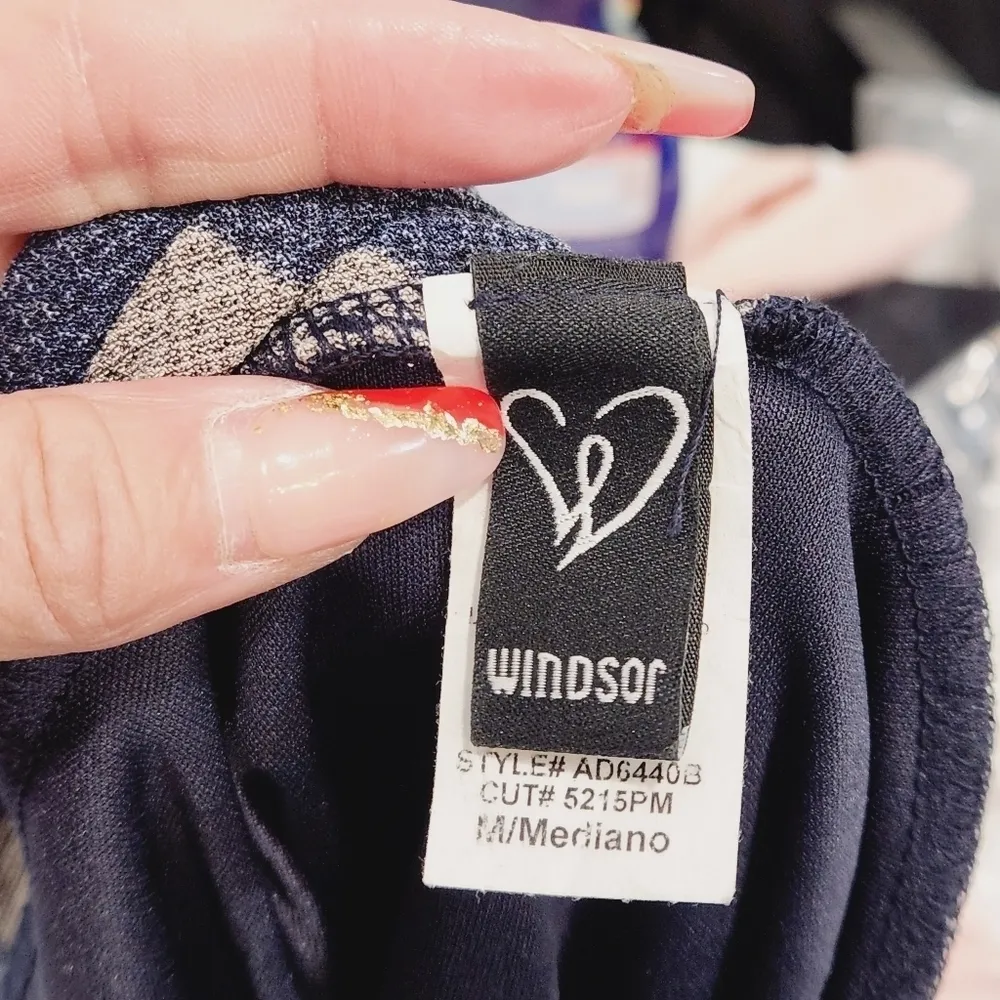 WINDSOR
STYLE# AD6440B
CUT# 5215PM
M/Mediano